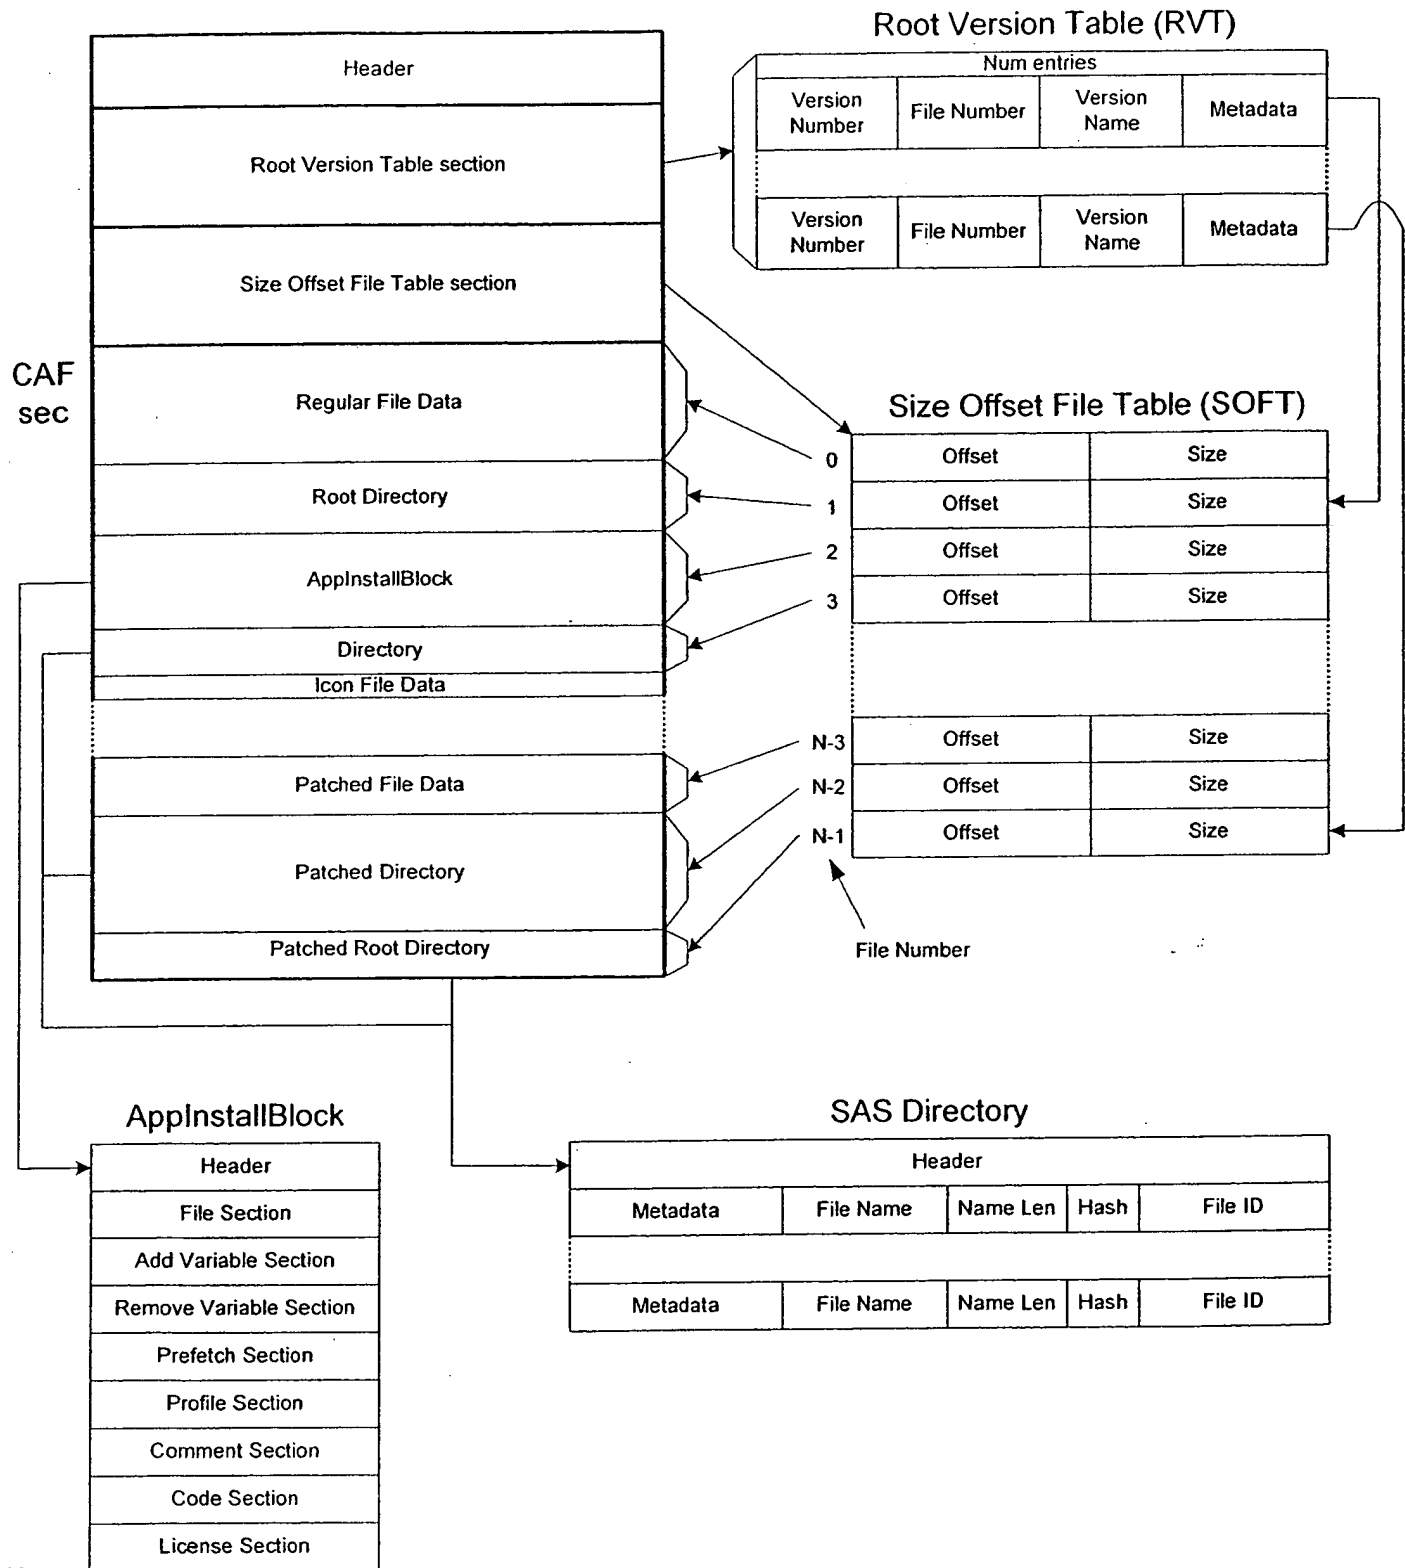 Root Version Table (RVT)
Num entries
Version Number
File Number
Version Name
Metadata
Version Number
File Number
Version Name
Metadata
CAF sec
Header
Root Version Table section
Size Offset File Table section
Regular File Data
Root Directory
AppInstallBlock
Directory
Icon File Data
Patched File Data
Patched Directory
Patched Root Directory
Size Offset File Table (SOFT)
0 Offset Size
1 Offset Size
2 Offset Size
3 Offset Size
N-3 Offset Size
N-2 Offset Size
N-1 Offset Size
File Number
AppInstallBlock
Header
File Section
Add Variable Section
Remove Variable Section
Prefetch Section
Profile Section
Comment Section
Code Section
License Section
SAS Directory
Header
Metadata File Name Name Len Hash File ID
Metadata File Name Name Len Hash File ID